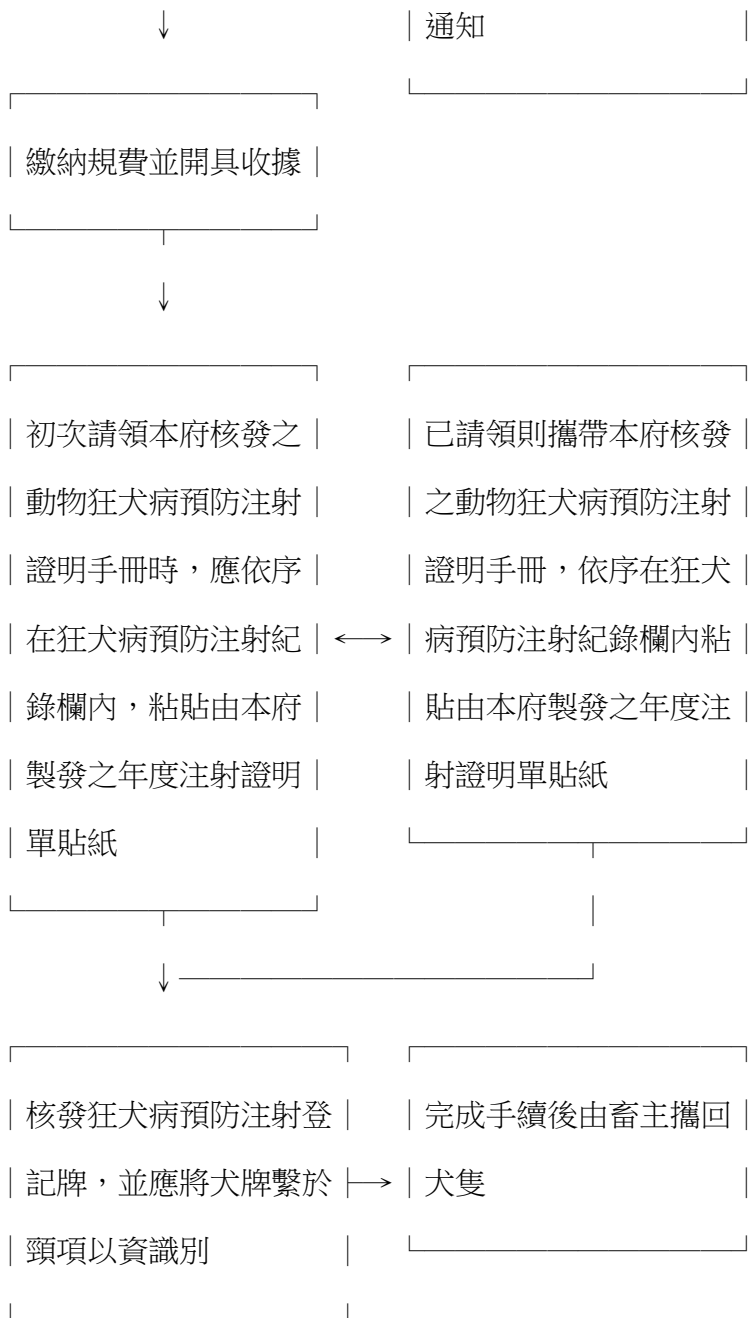 通知
繳納規費並開具收據
初次請領本府核發之
動物狂犬病預防注射
證明手冊時,應依序
在狂犬病預防注射紀
錄欄內,粘貼由本府
製發之年度注射證明
單貼紙
已請領則攜帶本府核發
之動物狂犬病預防注射
證明手冊,依序在狂犬
病預防注射紀錄欄內粘
貼由本府製發之年度注
射證明單貼紙
核發狂犬病預防注射登
記牌,並應將犬牌繫於
頸項以資識別
完成手續後由畜主攜回
犬隻